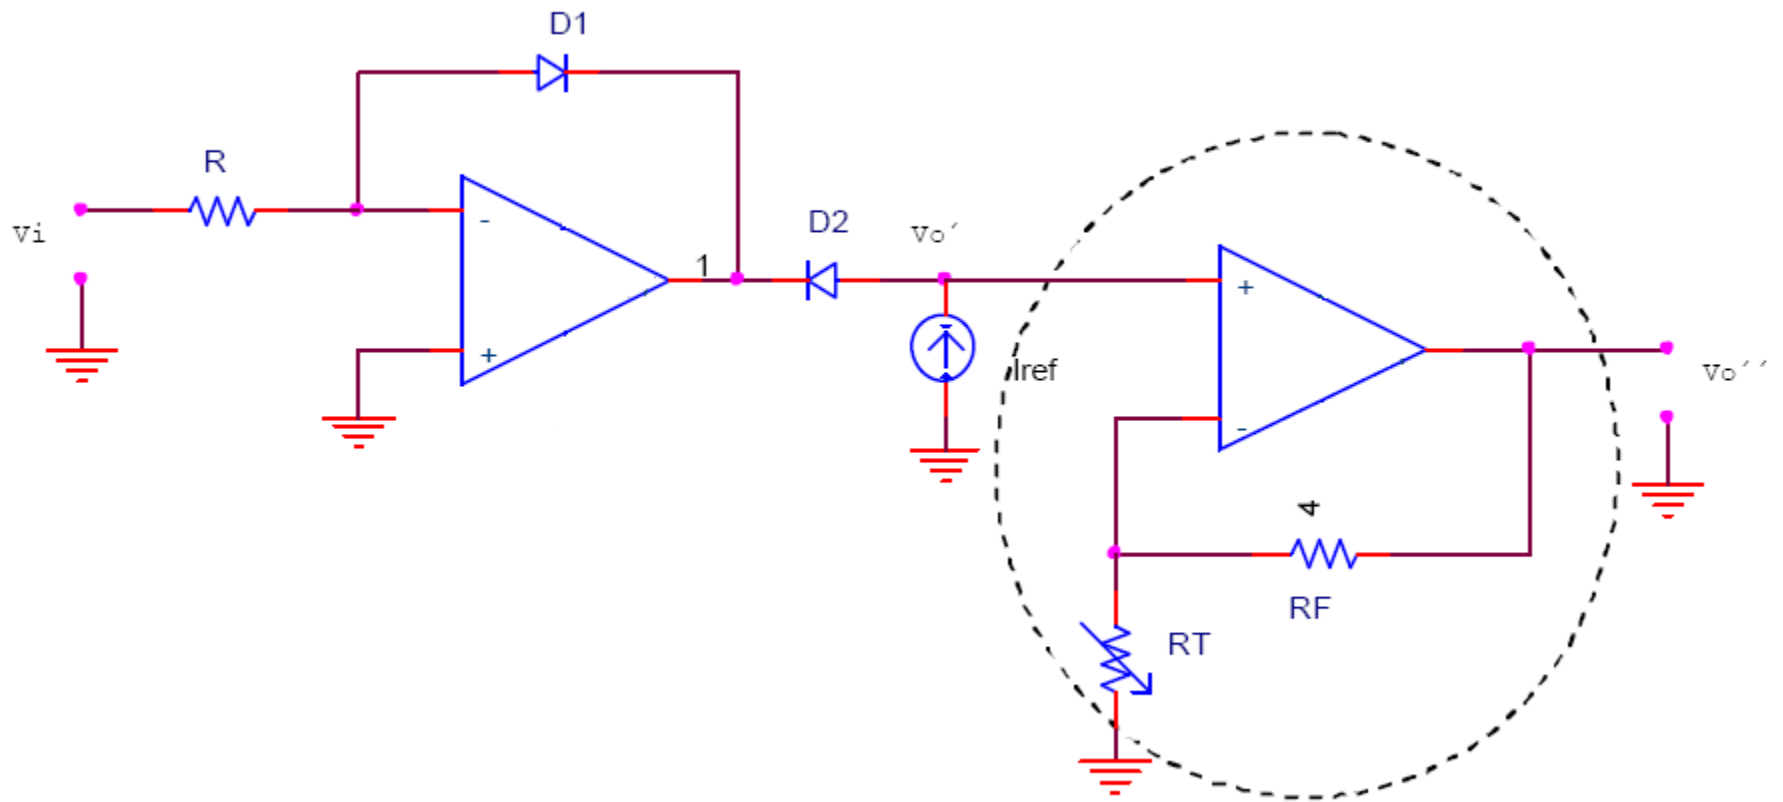 D1
R
Vi
-
+
1
D2
Vo′
Iref
+
-
Vo′′
4
RF
RT